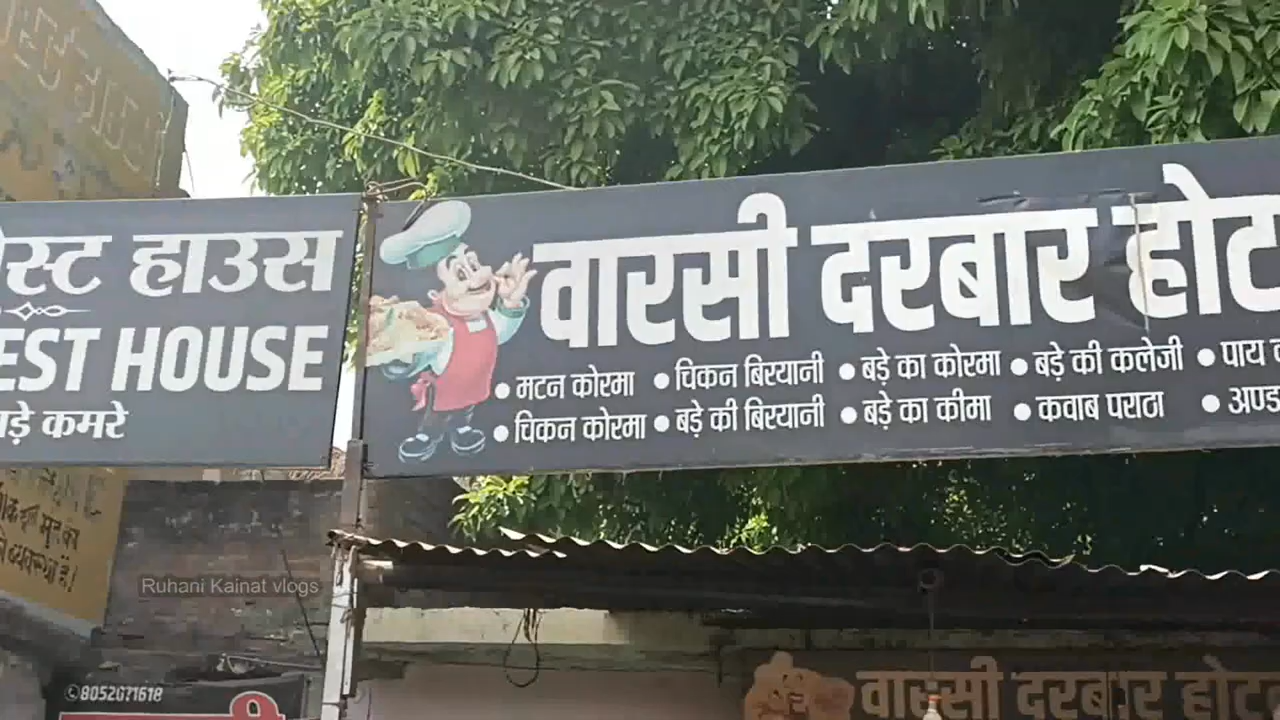 स्ट हाउस
EST HOUSE
ड़े कमरे
वारसी दरबार होट
• मटन कोरमा • चिकन बिरयानी • बड़े का कोरमा • बड़े की कलेजी • पाय
• चिकन कोरमा • बड़े की बिरयानी • बड़े का कीमा • कवाब पराठा • अण्ड
Ruhani Kainat vlogs
8052071618
वारसी दरबार होट